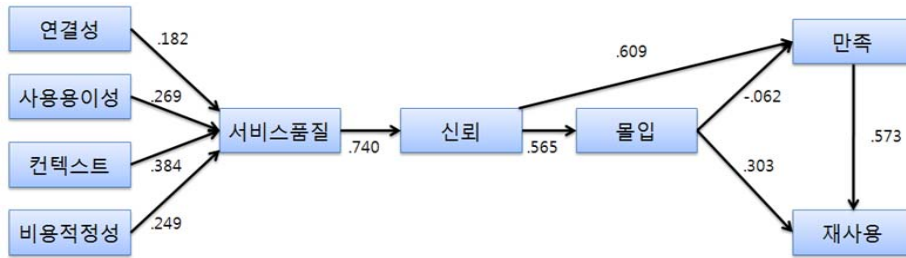 연결성
.182
사용용이성
.269
컨텍스트
.384
비용적정성
.249
서비스품질
.740
신뢰
.609
.565
몰입
-.062
.303
만족
.573
재사용